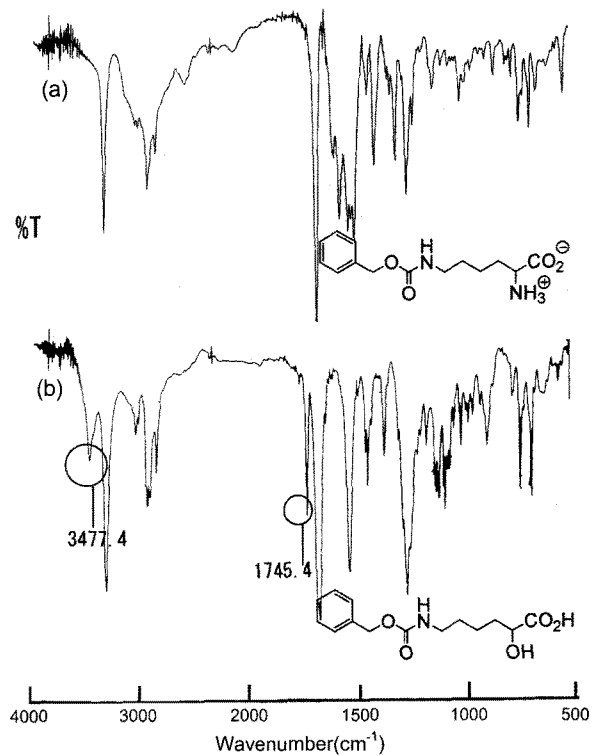 (a)
%T
H
N
O
O
CO2⊖
NH3⊕
(b)
3477.4
1745.4
H
N
O
O
CO2H
OH
4000 3000 2000 1500 1000 500
Wavenumber(cm-1)